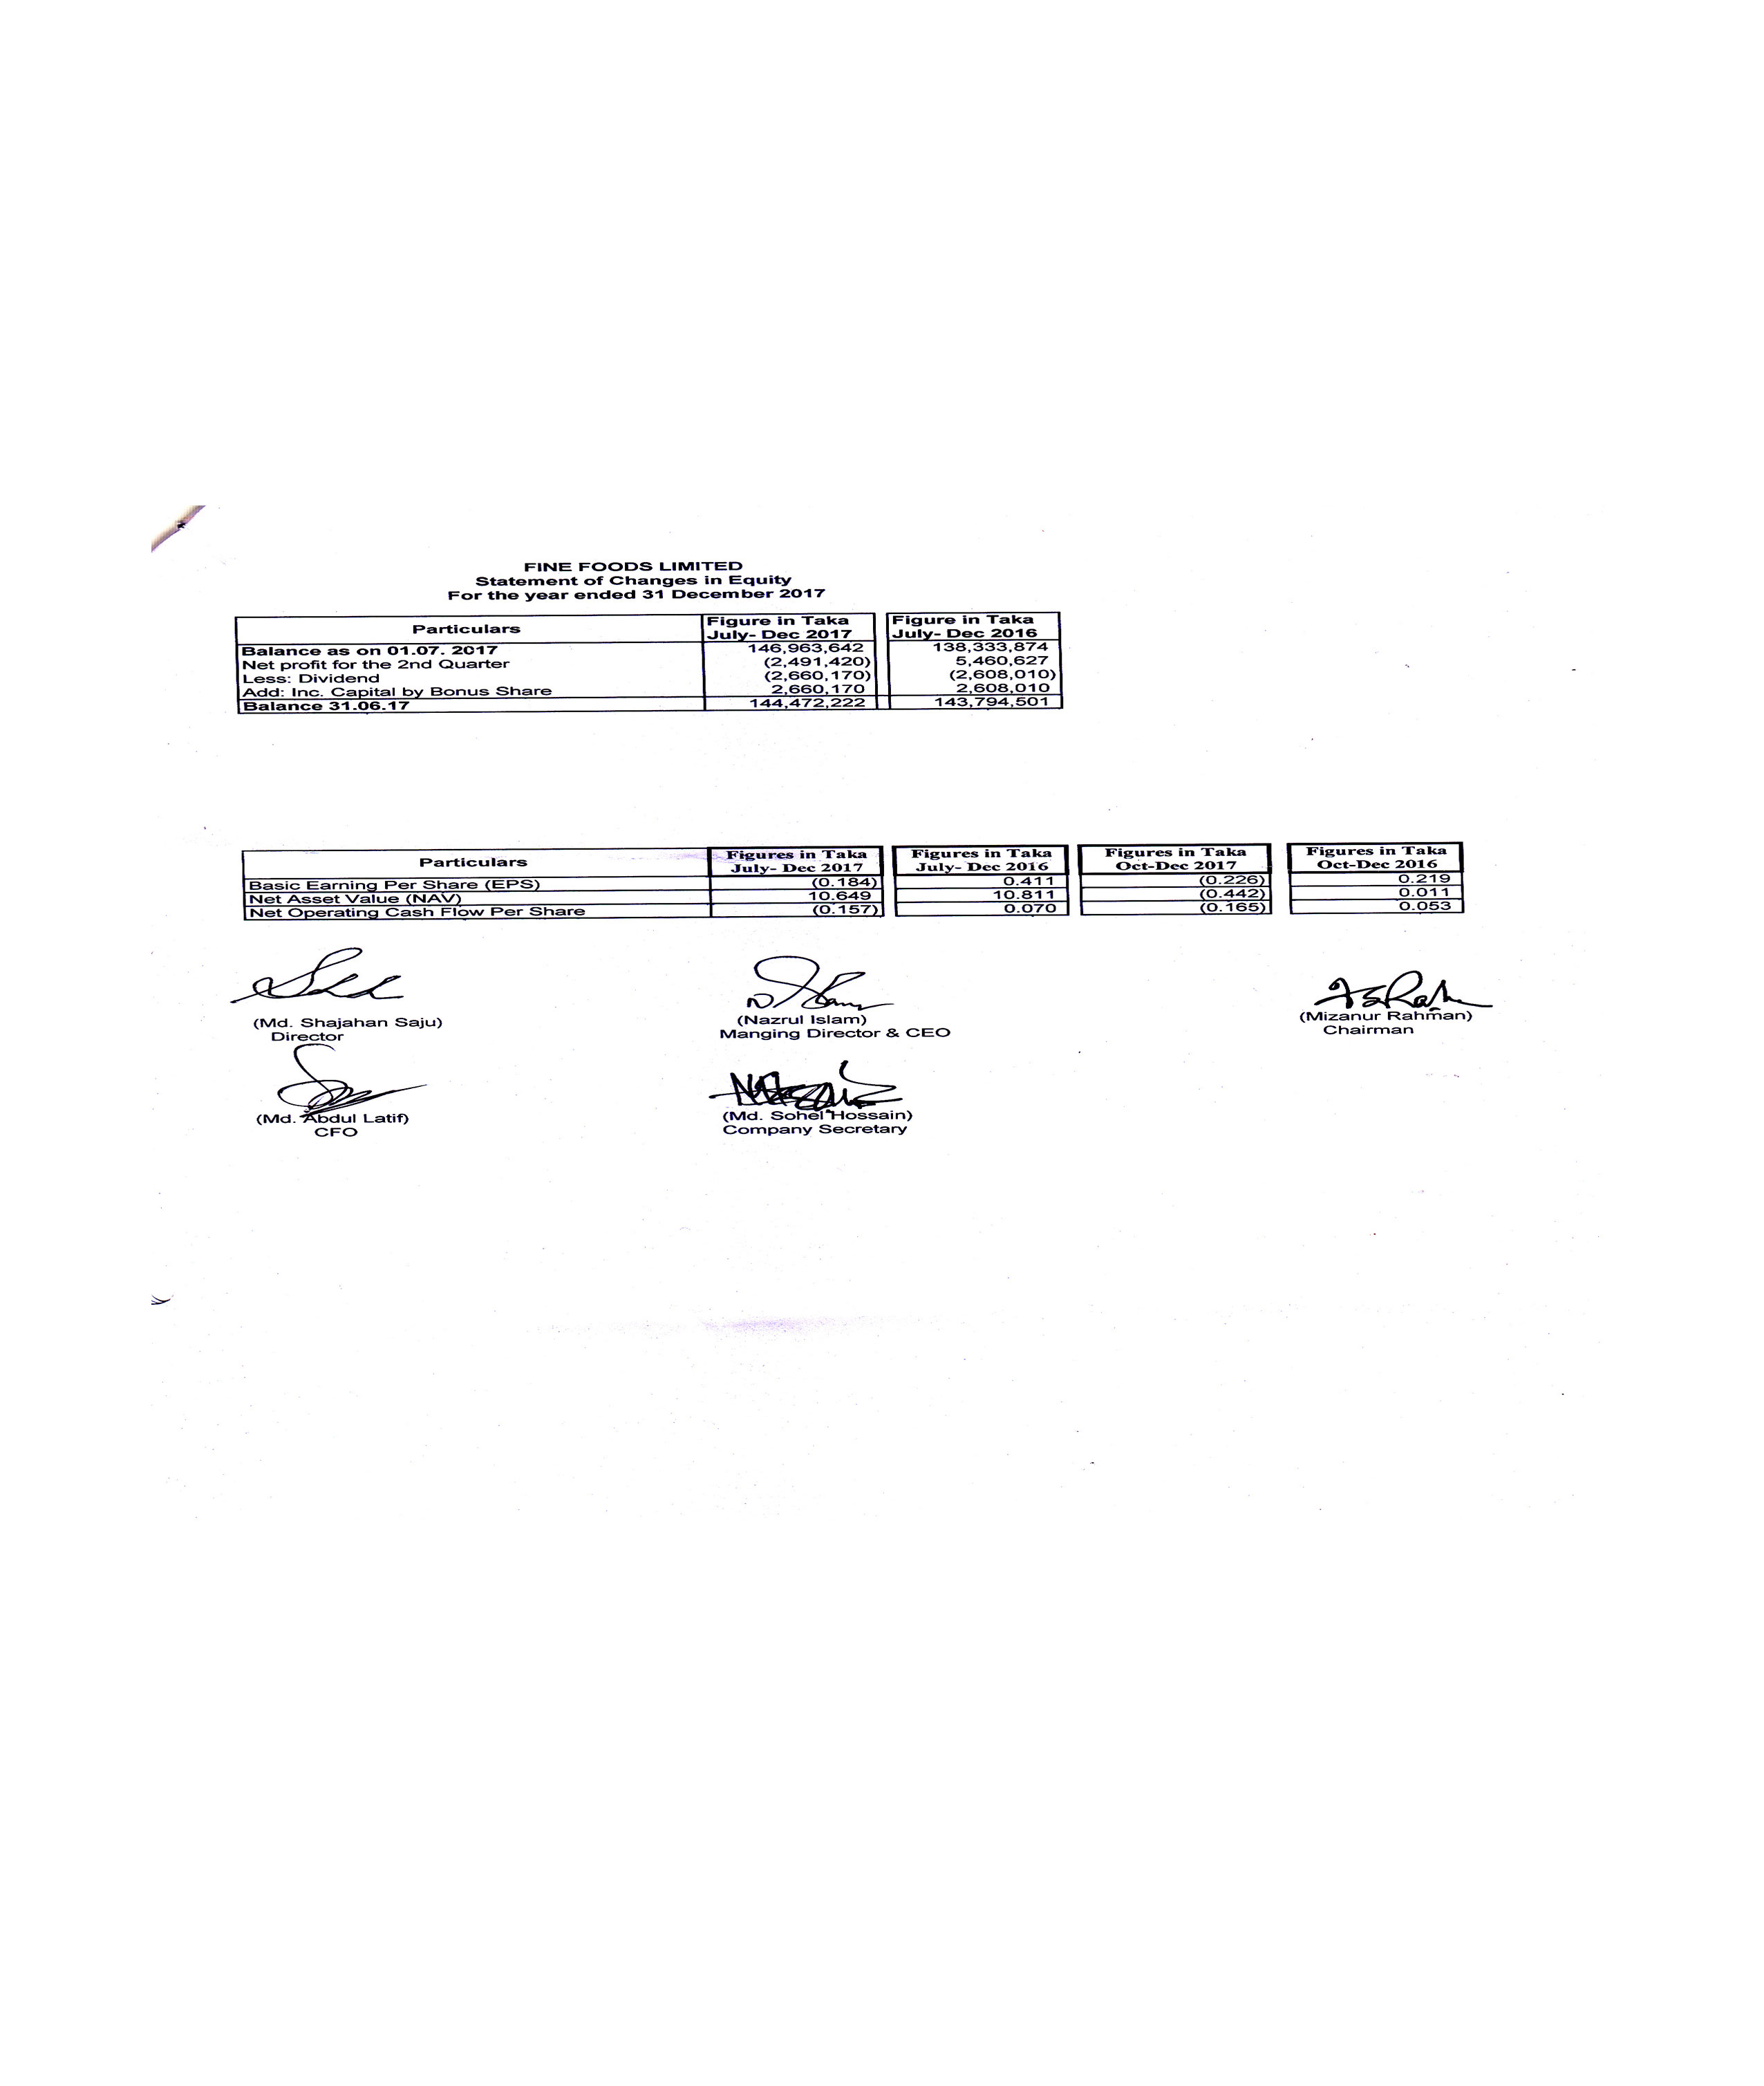 FINE FOODS LIMITED
Statement of Changes in Equity
For the year ended 31 December 2017
Particulars Figure in Taka July- Dec 2017 Figure in Taka July- Dec 2016
Balance as on 01.07. 2017 146,963,642 138,333,874
Net profit for the 2nd Quarter (2,491,420) 5,460,627
Less: Dividend (2,660,170) (2,608,010)
Add: Inc. Capital by Bonus Share 2,660,170 2,608,010
Balance 31.06.17 144,472,222 143,794,501
Particulars Figures in Taka July- Dec 2017 Figures in Taka July- Dec 2016 Figures in Taka Oct-Dec 2017 Figures in Taka Oct-Dec 2016
Basic Earning Per Share (EPS) (0.184) 0.411 (0.226) 0.219
Net Asset Value (NAV) 10.649 10.811 (0.442) 0.011
Net Operating Cash Flow Per Share (0.157) 0.070 (0.165) 0.053
(Md. Shajahan Saju) (Nazrul Islam) (Mizanur Rahman)
Director Manging Director & CEO Chairman
(Md. Abdul Latif) (Md. Sohel Hossain)
CFO Company Secretary